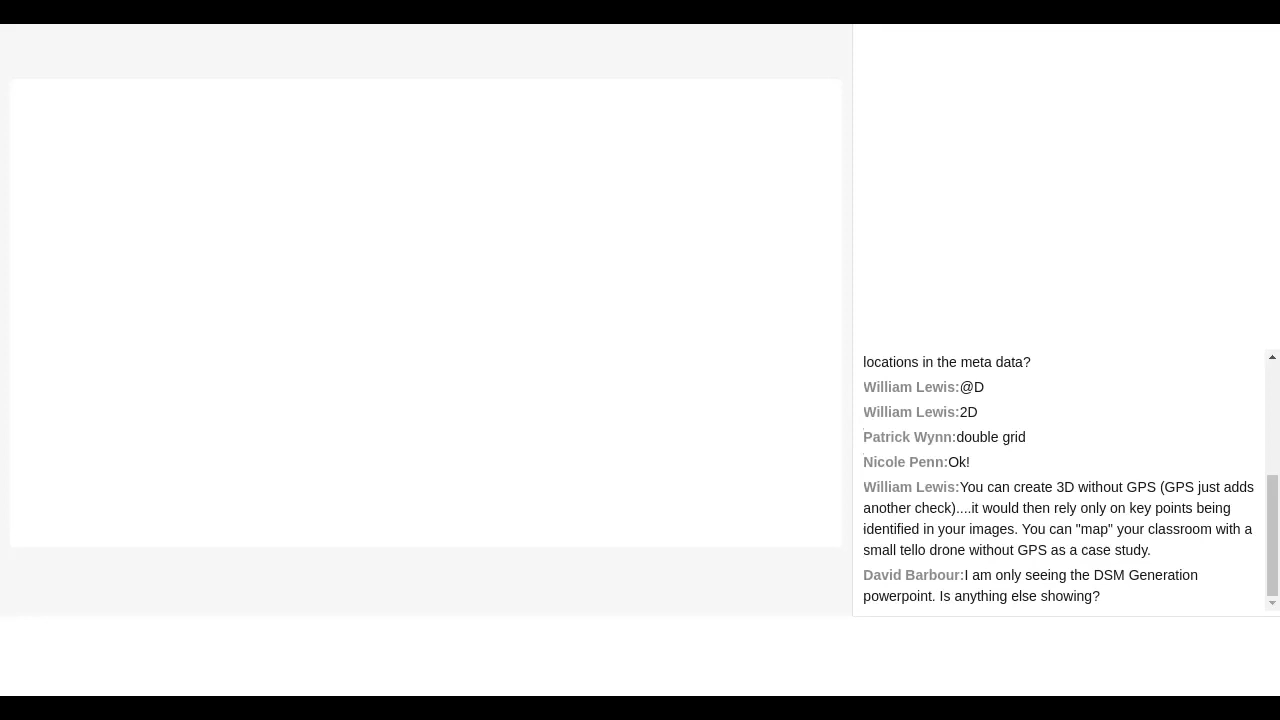 locations in the meta data?
William Lewis:@D
William Lewis:2D
Patrick Wynn:double grid
Nicole Penn:Ok!
William Lewis:You can create 3D without GPS (GPS just adds
another check)....it would then rely only on key points being
identified in your images. You can "map" your classroom with a
small tello drone without GPS as a case study.
David Barbour:I am only seeing the DSM Generation
powerpoint. Is anything else showing?